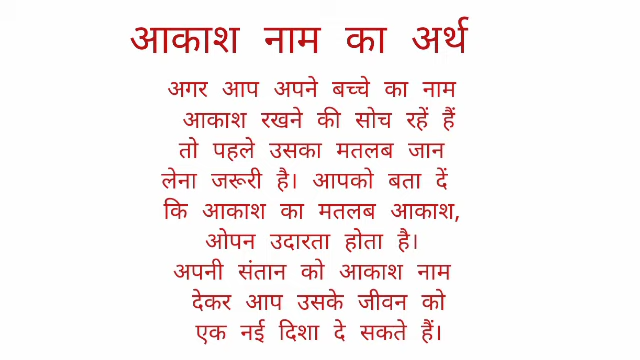 आकाश नाम का अर्थ
अगर आप अपने बच्चे का नाम
आकाश रखने की सोच रहें हैं
तो पहले उसका मतलब जान
लेना जरूरी है। आपको बता दें
कि आकाश का मतलब आकाश,
ओपन उदारता होता है।
अपनी संतान को आकाश नाम
देकर आप उसके जीवन को
एक नई दिशा दे सकते हैं।